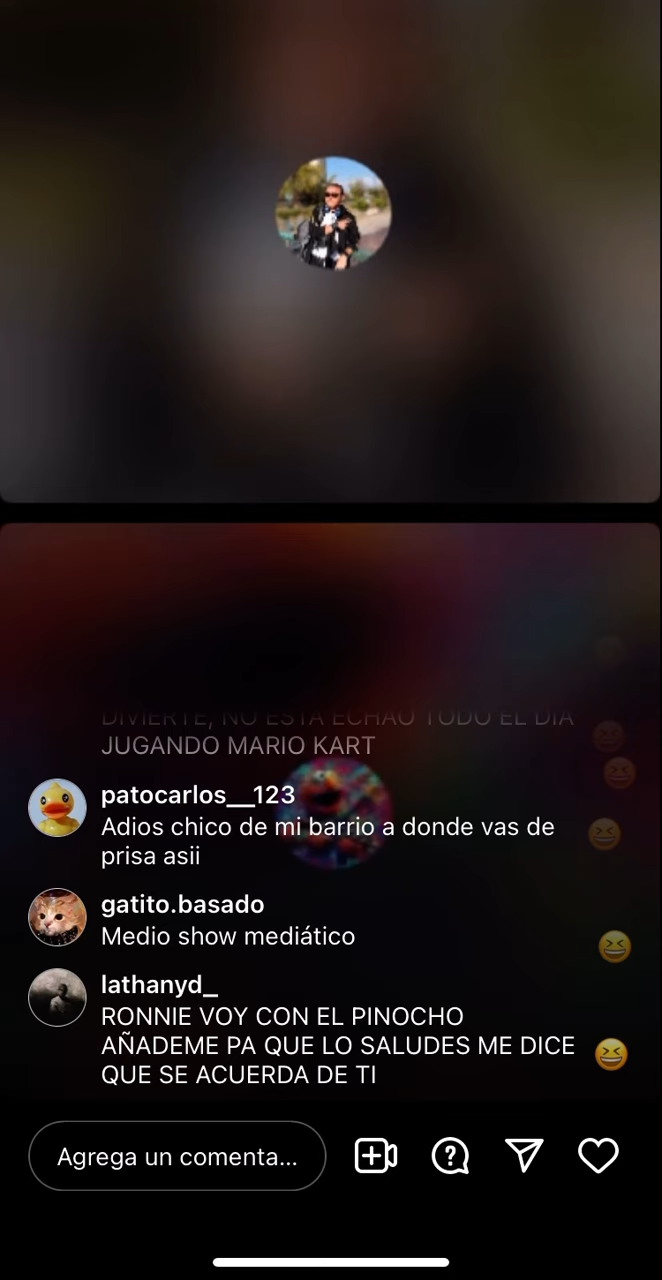 DIVIERTE, NO ESTA ECHAO TODO EL DIA
JUGANDO MARIO KART
patocarlos__123
Adios chico de mi barrio a donde vas de
prisa asii
gatito.basado
Medio show mediático
lathanyd_
RONNIE VOY CON EL PINOCHO
AÑADEME PA QUE LO SALUDES ME DICE
QUE SE ACUERDA DE TI
Agrega un comenta...